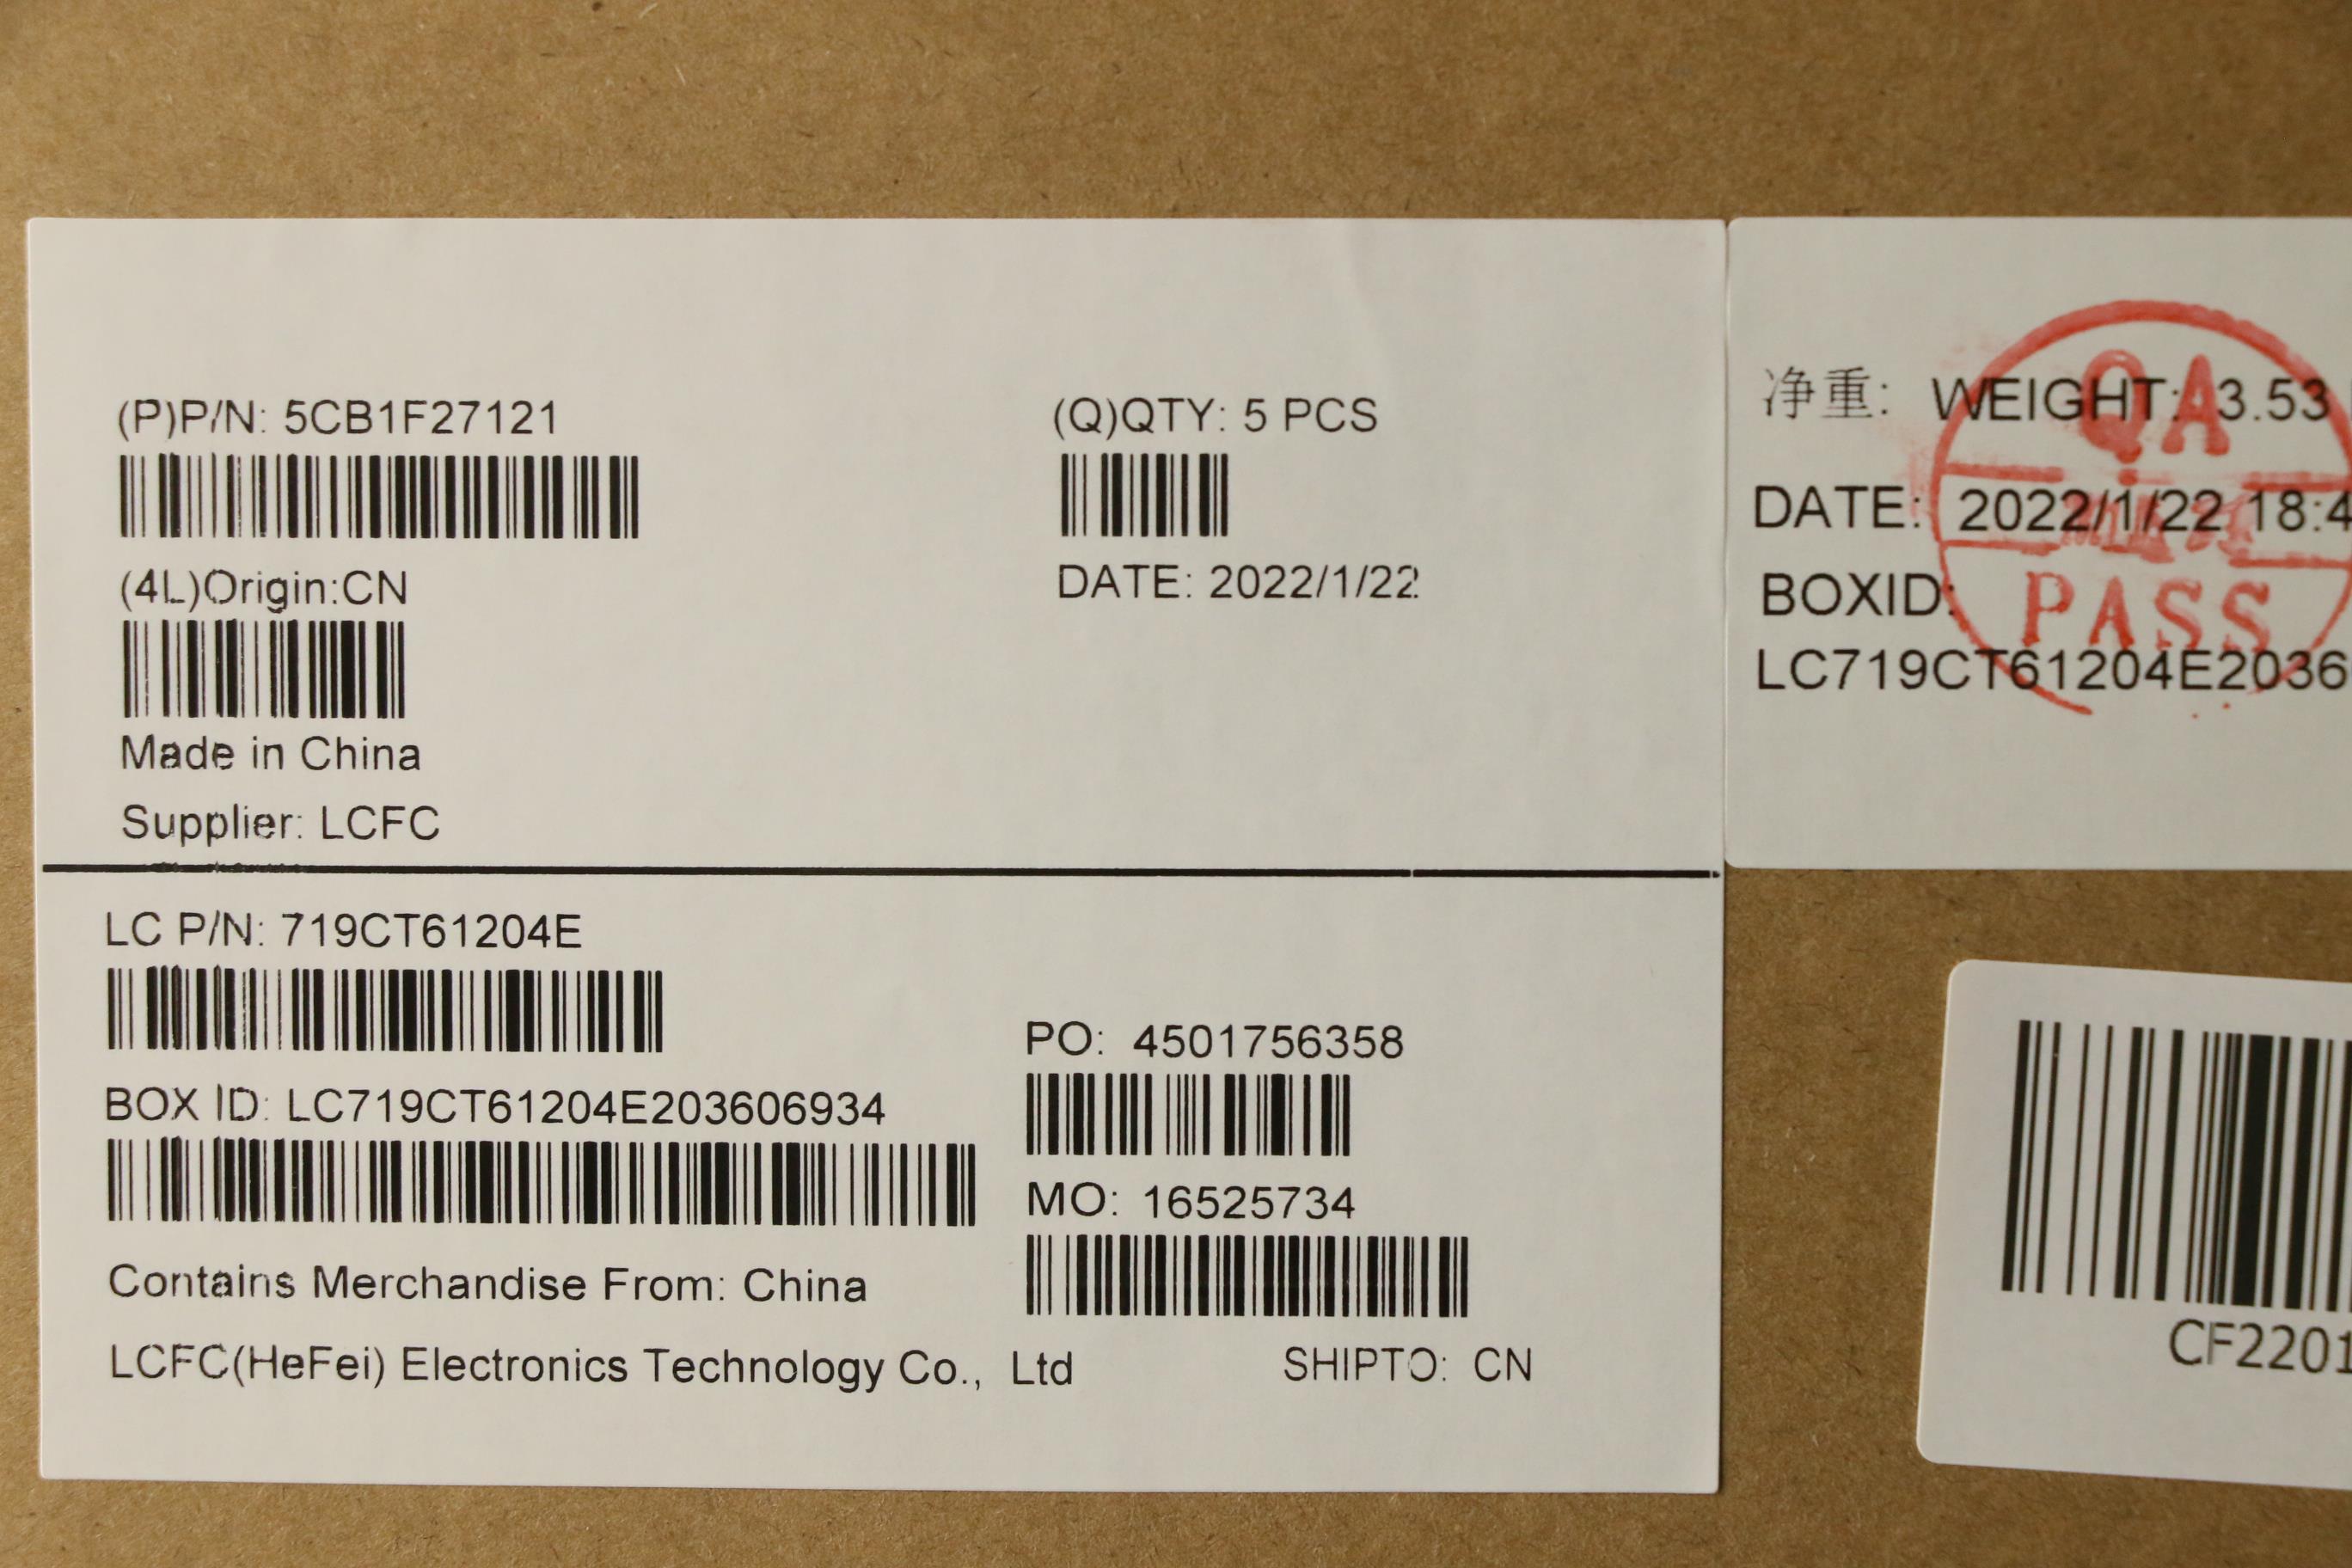 (P)P/N: 5CB1F27121
(Q)QTY: 5 PCS
(4L)Origin:CN
DATE: 2022/1/22
Made in China
Supplier: LCFC
LC P/N: 719CT61204E
PO: 4501756358
BOX ID: LC719CT61204E203606934
MO: 16525734
Contains Merchandise From: China
LCFC(HeFei) Electronics Technology Co., Ltd
SHIPTO: CN
净重: WEIGHT: 3.53
DATE: 2022/1/22 18:4
BOXID:
LC719CT61204E2036
QA
PASS
CF2201